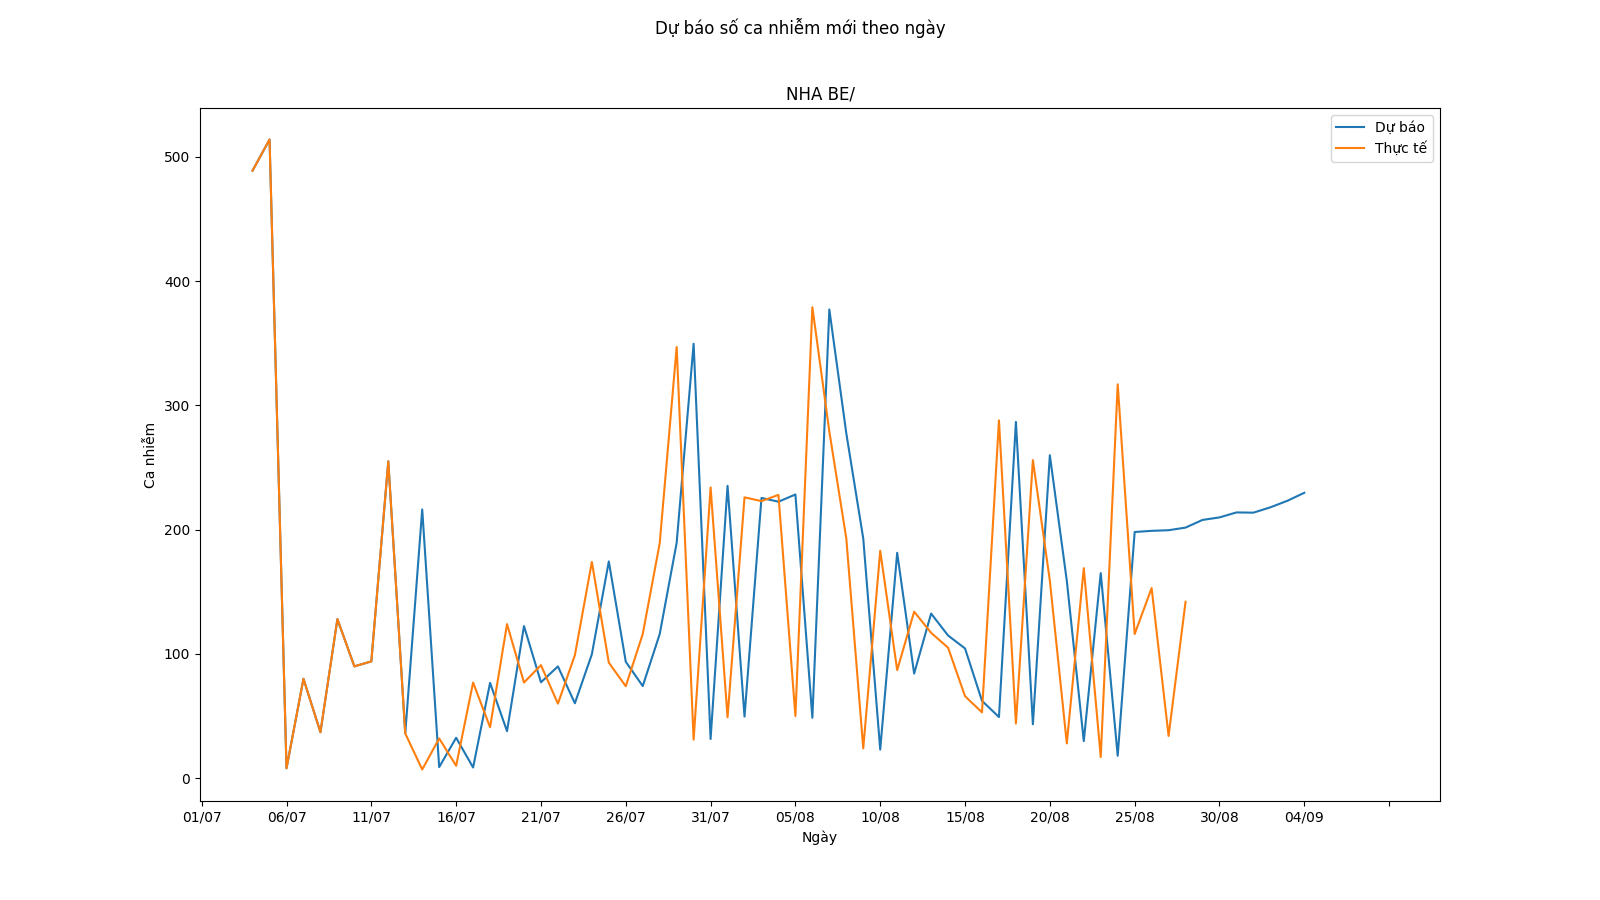 Dự báo số ca nhiễm mới theo ngày
NHA BE/
Dự báo
Thực tế
500
400
300
200
100
0
Ca nhiễm
01/07 06/07 11/07 16/07 21/07 26/07 31/07 05/08 10/08 15/08 20/08 25/08 30/08 04/09
Ngày